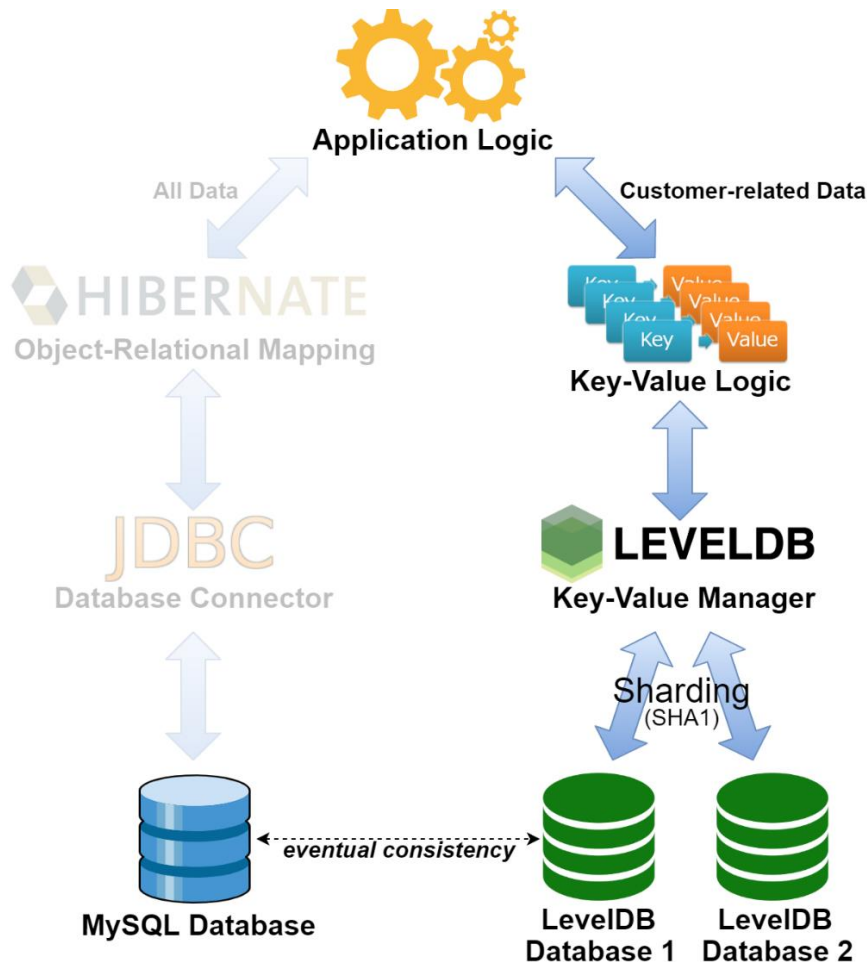 Application Logic
All Data
Customer-related Data
HIBERNATE
Object-Relational Mapping
Key Value
Key Value
Key Value
Key Value
Key-Value Logic
JDBC
Database Connector
LEVELDB
Key-Value Manager
Sharding
(SHA1)
eventual consistency
MySQL Database
LevelDB
Database 1
LevelDB
Database 2